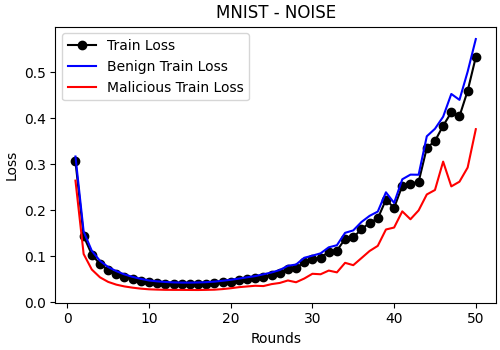 MNIST - NOISE
Train Loss
Benign Train Loss
Malicious Train Loss
Loss
0.5
0.4
0.3
0.2
0.1
0.0
0 10 20 30 40 50
Rounds